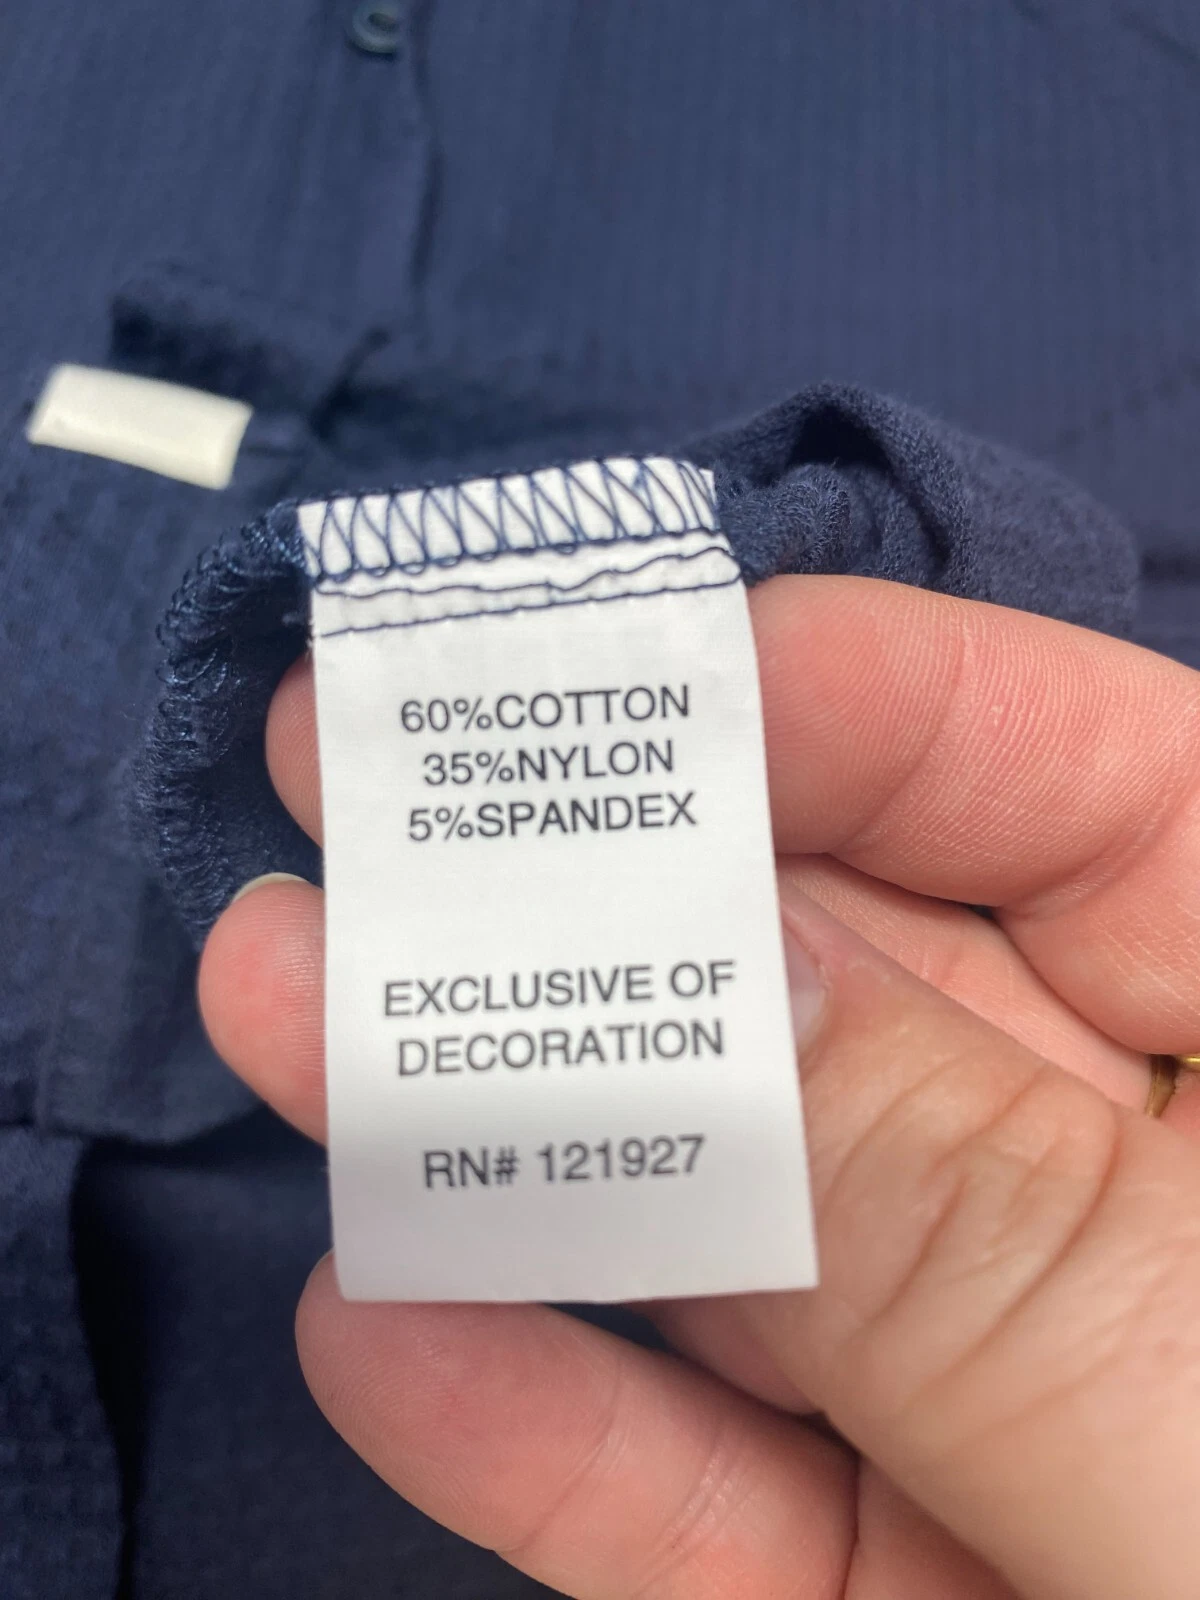 60%COTTON
35%NYLON
5%SPANDEX
EXCLUSIVE OF
DECORATION
RN# 121927